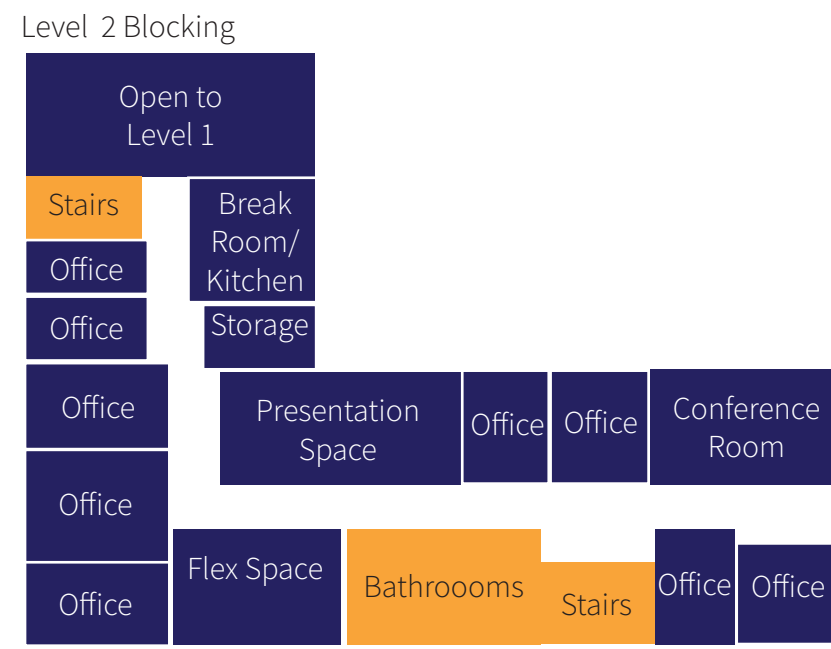 Level 2 Blocking
Open to
Level 1
Stairs
Break
Room/
Kitchen
Office
Office
Storage
Office
Presentation
Space
Office
Office
Conference
Room
Office
Flex Space
Bathroooms
Stairs
Office
Office
Office